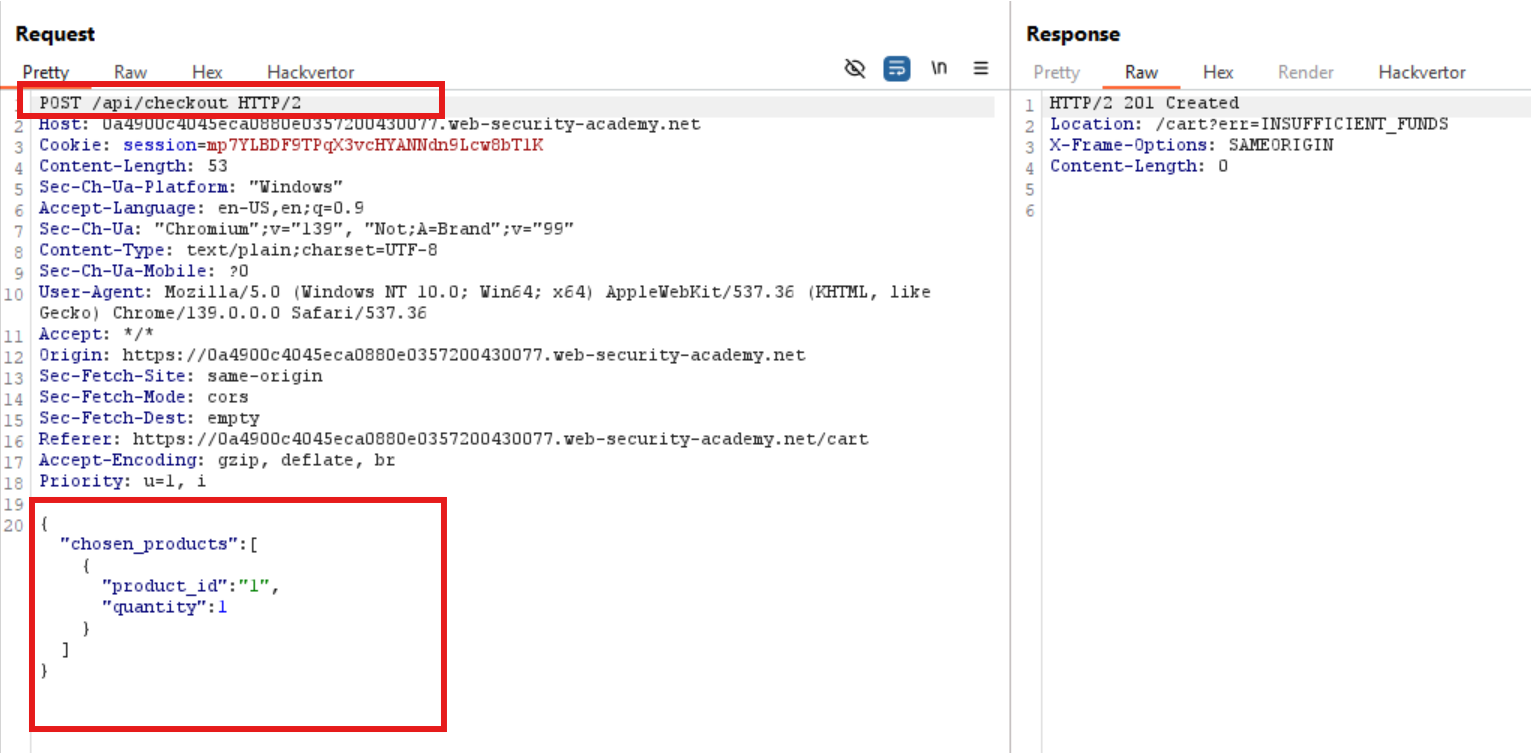 Request
Pretty Raw Hex Hackvertor \n
1 POST /api/checkout HTTP/2
2 Host: 0a4900c4045eca0880e0357200430077.web-security-academy.net
3 Cookie: session=mp7YLBDF9TPqX3vcHYANNdn9Lcw8bT1K
4 Content-Length: 53
5 Sec-Ch-Ua-Platform: "Windows"
6 Accept-Language: en-US,en;q=0.9
7 Sec-Ch-Ua: "Chromium";v="139", "Not;A=Brand";v="99"
8 Content-Type: text/plain;charset=UTF-8
9 Sec-Ch-Ua-Mobile: ?0
10 User-Agent: Mozilla/5.0 (Windows NT 10.0; Win64; x64) AppleWebKit/537.36 (KHTML, like
Gecko) Chrome/139.0.0.0 Safari/537.36
11 Accept: */*
12 Origin: https://0a4900c4045eca0880e0357200430077.web-security-academy.net
13 Sec-Fetch-Site: same-origin
14 Sec-Fetch-Mode: cors
15 Sec-Fetch-Dest: empty
16 Referer: https://0a4900c4045eca0880e0357200430077.web-security-academy.net/cart
17 Accept-Encoding: gzip, deflate, br
18 Priority: u=1, i
19
20 {
"chosen_products":[
{
"product_id":"1",
"quantity":1
}
]
}
Response
Pretty Raw Hex Render Hackvertor
1 HTTP/2 201 Created
2 Location: /cart?err=INSUFFICIENT_FUNDS
3 X-Frame-Options: SAMEORIGIN
4 Content-Length: 0
5
6